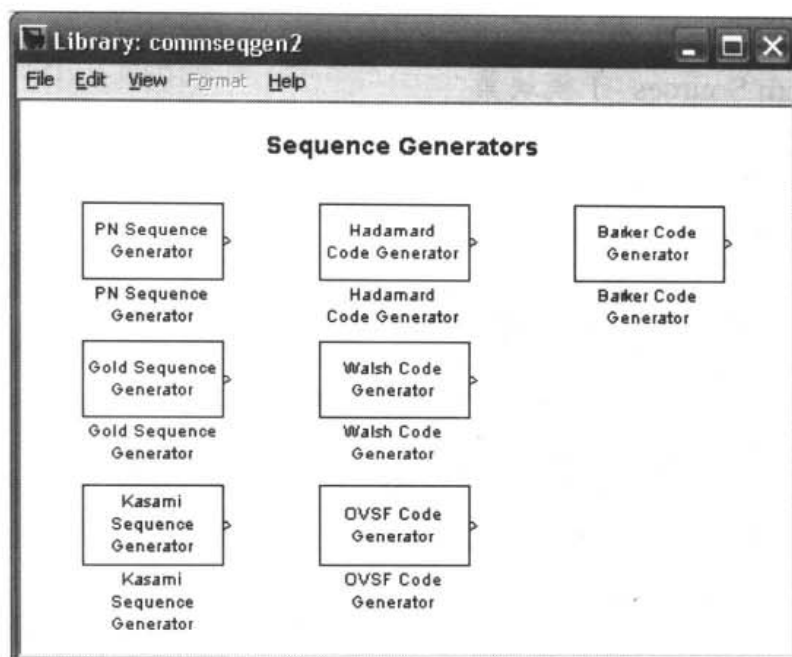 Library: commseqgen2
File Edit View Format Help
Sequence Generators
PN Sequence
Generator
PN Sequence
Generator
Hadamard
Code Generator
Hadamard
Code Generator
Barker Code
Generator
Barker Code
Generator
Gold Sequence
Generator
Gold Sequence
Generator
Walsh Code
Generator
Walsh Code
Generator
Kasami
Sequence
Generator
Kasami
Sequence
Generator
OVSF Code
Generator
OVSF Code
Generator